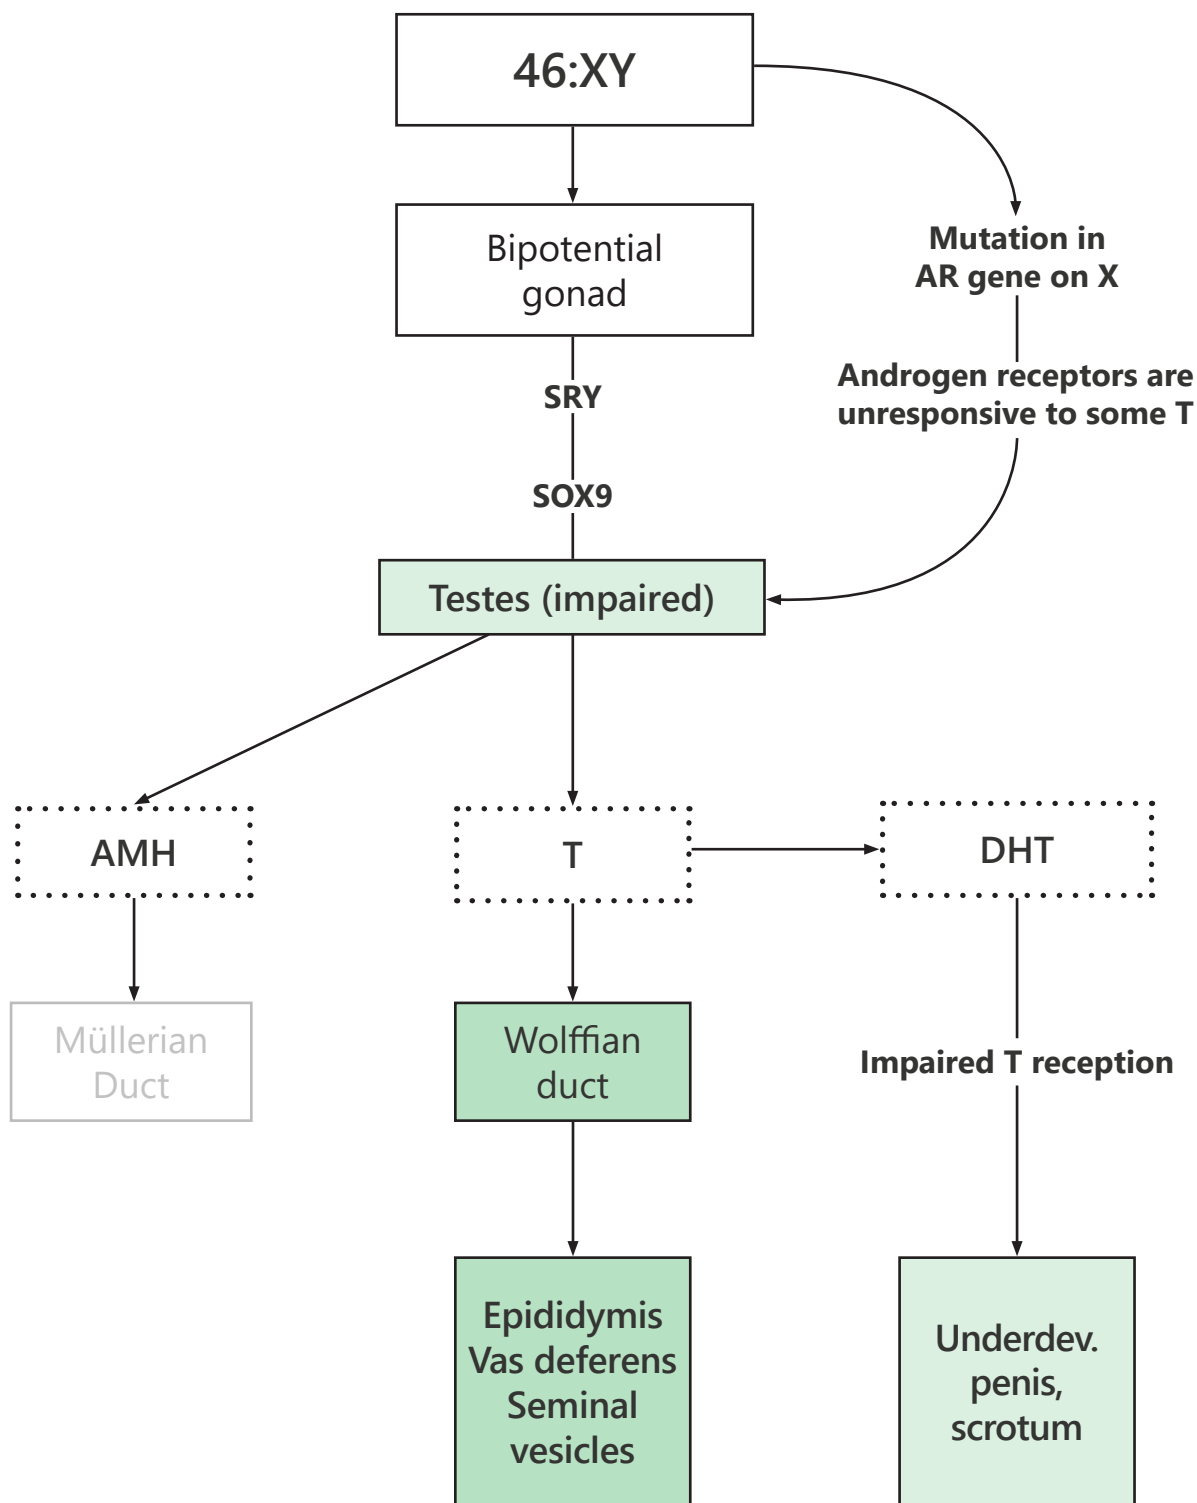 46:XY
Bipotential
gonad
Mutation in
AR gene on X
SRY
Androgen receptors are
unresponsive to some T
SOX9
Testes (impaired)
AMH
T
DHT
Müllerian
Duct
Wolffian
duct
Impaired T reception
Epididymis
Vas deferens
Seminal
vesicles
Underdev.
penis,
scrotum